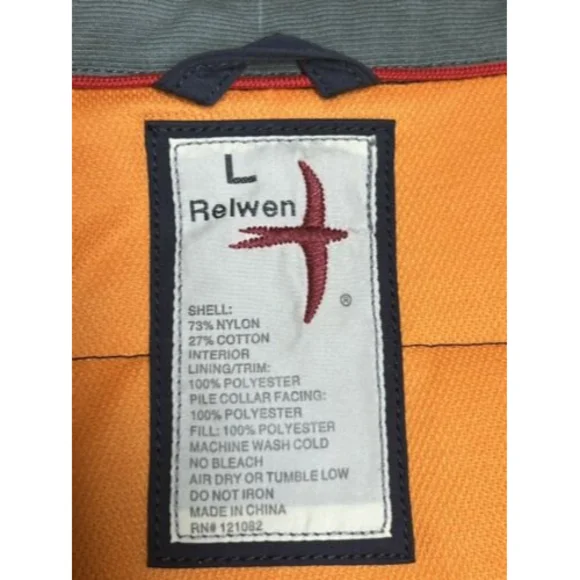 L
Relwen
®
SHELL:
73% NYLON
27% COTTON
INTERIOR
LINING/TRIM:
100% POLYESTER
PILE COLLAR FACING:
100% POLYESTER
FILL: 100% POLYESTER
MACHINE WASH COLD
NO BLEACH
AIR DRY OR TUMBLE LOW
DO NOT IRON
MADE IN CHINA
RN# 121082